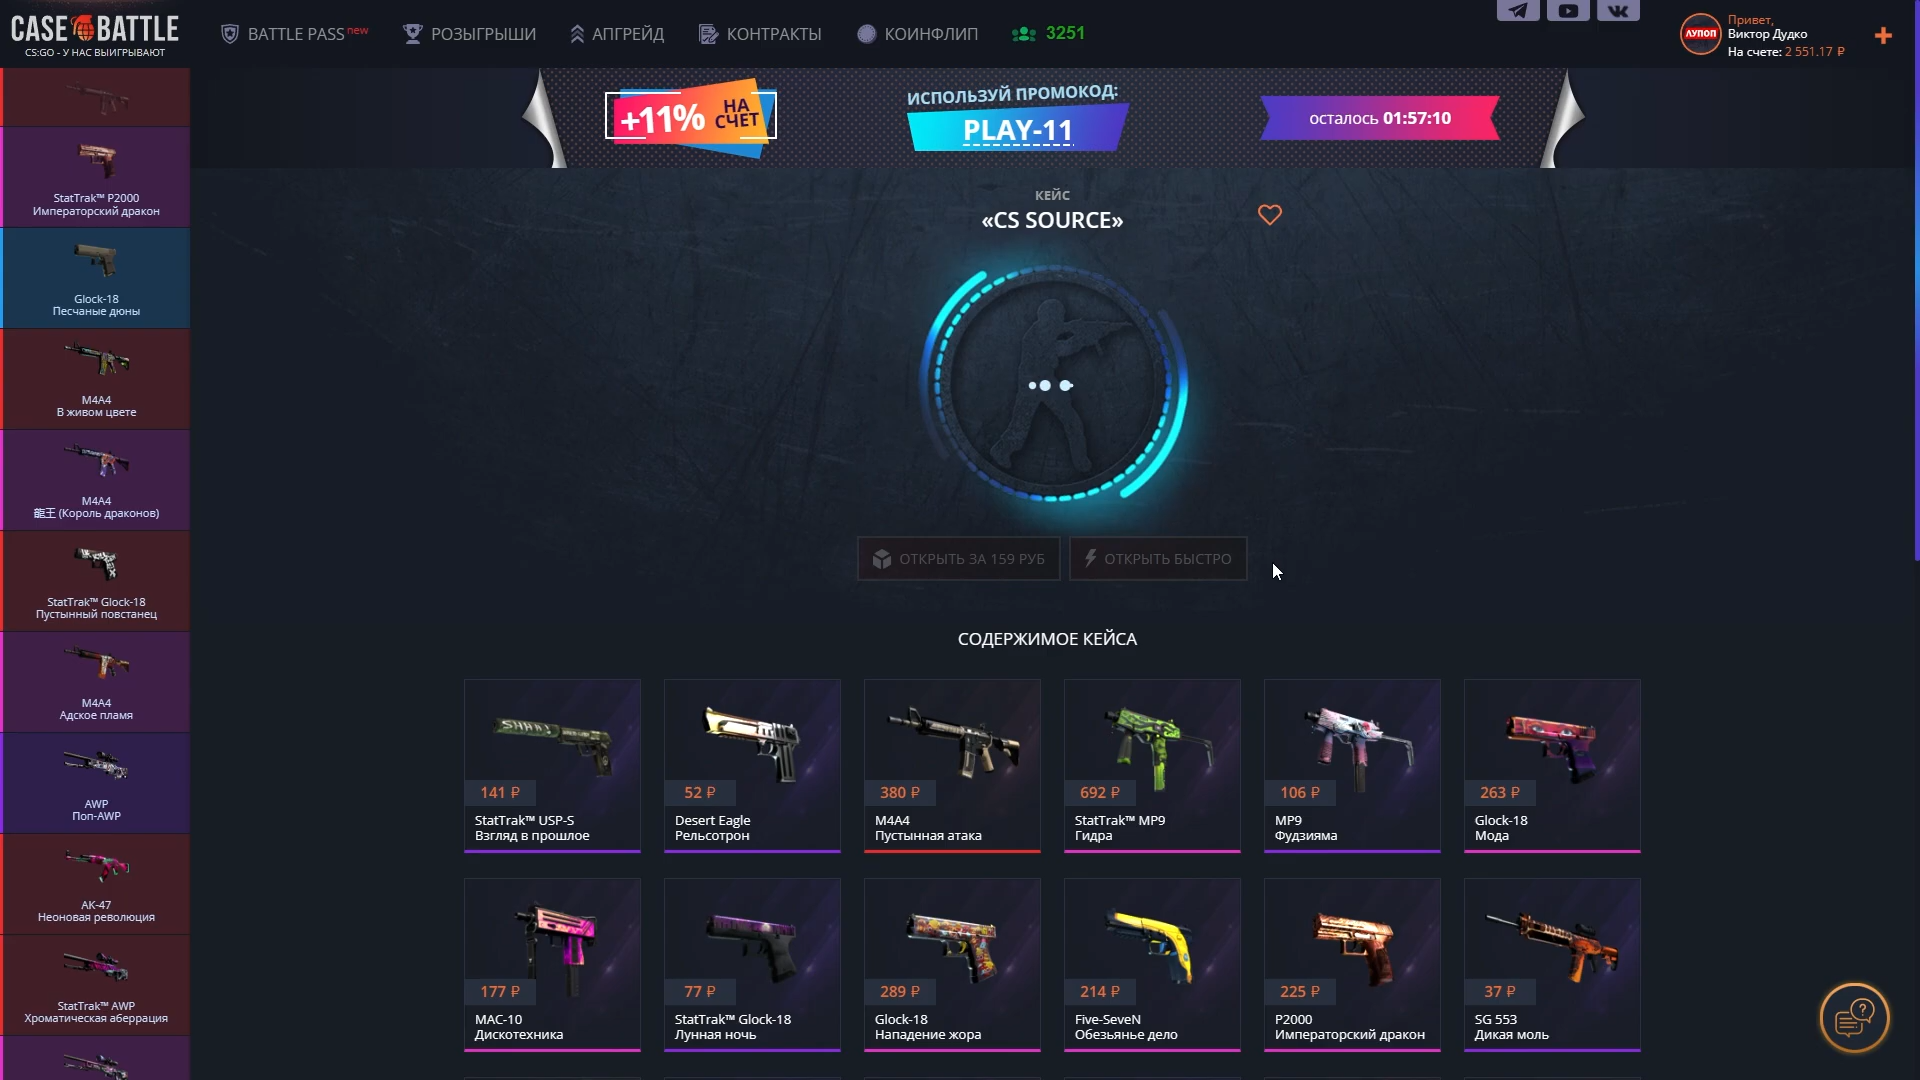 CASE BATTLE
CS:GO - У НАС ВЫИГРЫВАЮТ
BATTLE PASS new
РОЗЫГРЫШИ
АПГРЕЙД
КОНТРАКТЫ
КОИНФЛИП
3251
ЛУПОП
Привет,
Виктор Дудко
На счете: 2 551.17 ₽
+11% НА СЧЕТ
ИСПОЛЬЗУЙ ПРОМОКОД:
PLAY-11
осталось 01:57:10
StatTrak™ P2000
Императорский дракон
Glock-18
Песчаные дюны
M4A4
В живом цвете
M4A4
龍王 (Король драконов)
StatTrak™ Glock-18
Пустынный повстанец
M4A4
Адское пламя
AWP
Поп-AWP
AK-47
Неоновая революция
StatTrak™ AWP
Хроматическая аберрация
КЕЙС
«CS SOURCE»
ОТКРЫТЬ ЗА 159 РУБ
ОТКРЫТЬ БЫСТРО
СОДЕРЖИМОЕ КЕЙСА
141 ₽
StatTrak™ USP-S
Взгляд в прошлое
52 ₽
Desert Eagle
Рельсотрон
380 ₽
M4A4
Пустынная атака
692 ₽
StatTrak™ MP9
Гидра
106 ₽
MP9
Фудзияма
263 ₽
Glock-18
Мода
177 ₽
MAC-10
Дискотехника
77 ₽
StatTrak™ Glock-18
Лунная ночь
289 ₽
Glock-18
Нападение жора
214 ₽
Five-SeveN
Обезьянье дело
225 ₽
P2000
Императорский дракон
37 ₽
SG 553
Дикая моль